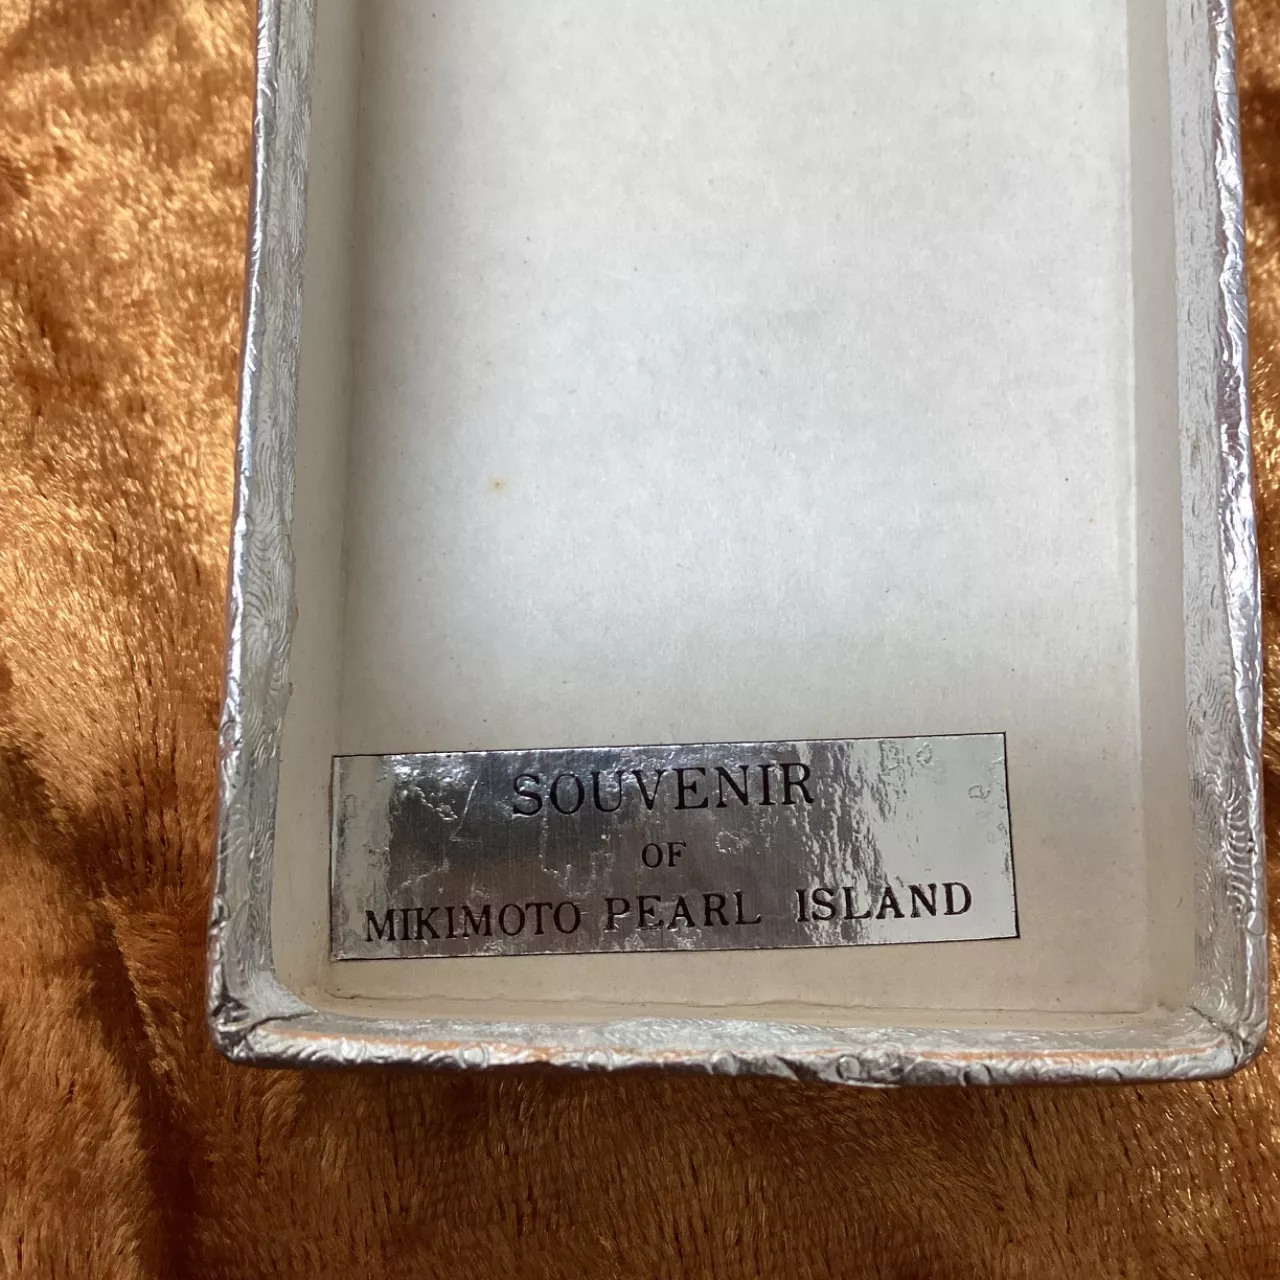 SOUVENIR
OF
MIKIMOTO PEARL ISLAND